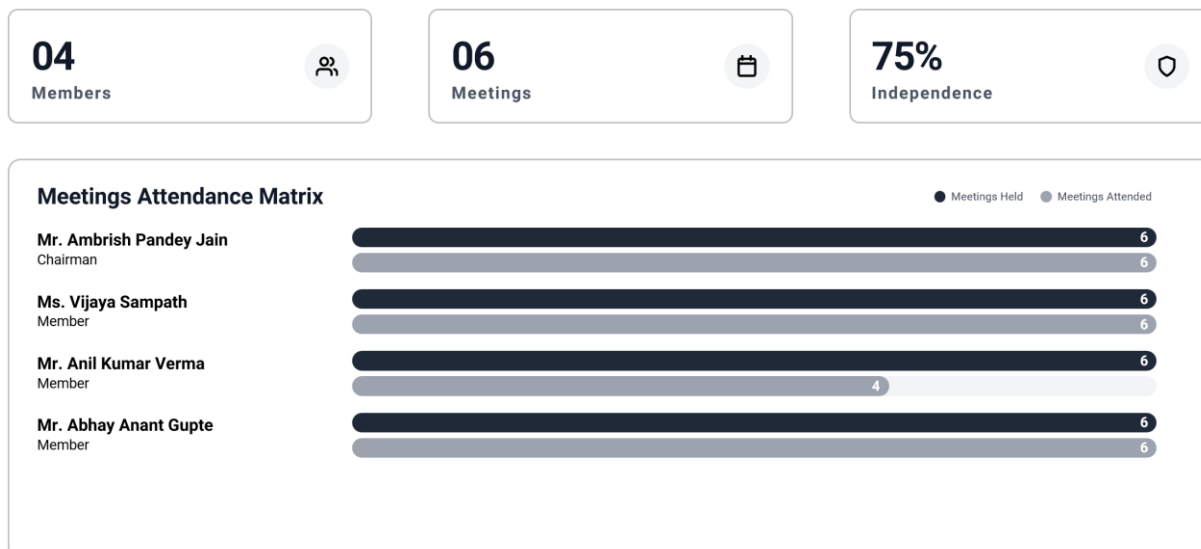 04
Members
06
Meetings
75%
Independence
Meetings Attendance Matrix
Meetings Held
Meetings Attended
Mr. Ambrish Pandey Jain
Chairman
6
6
Ms. Vijaya Sampath
Member
6
6
Mr. Anil Kumar Verma
Member
6
4
Mr. Abhay Anant Gupte
Member
6
6